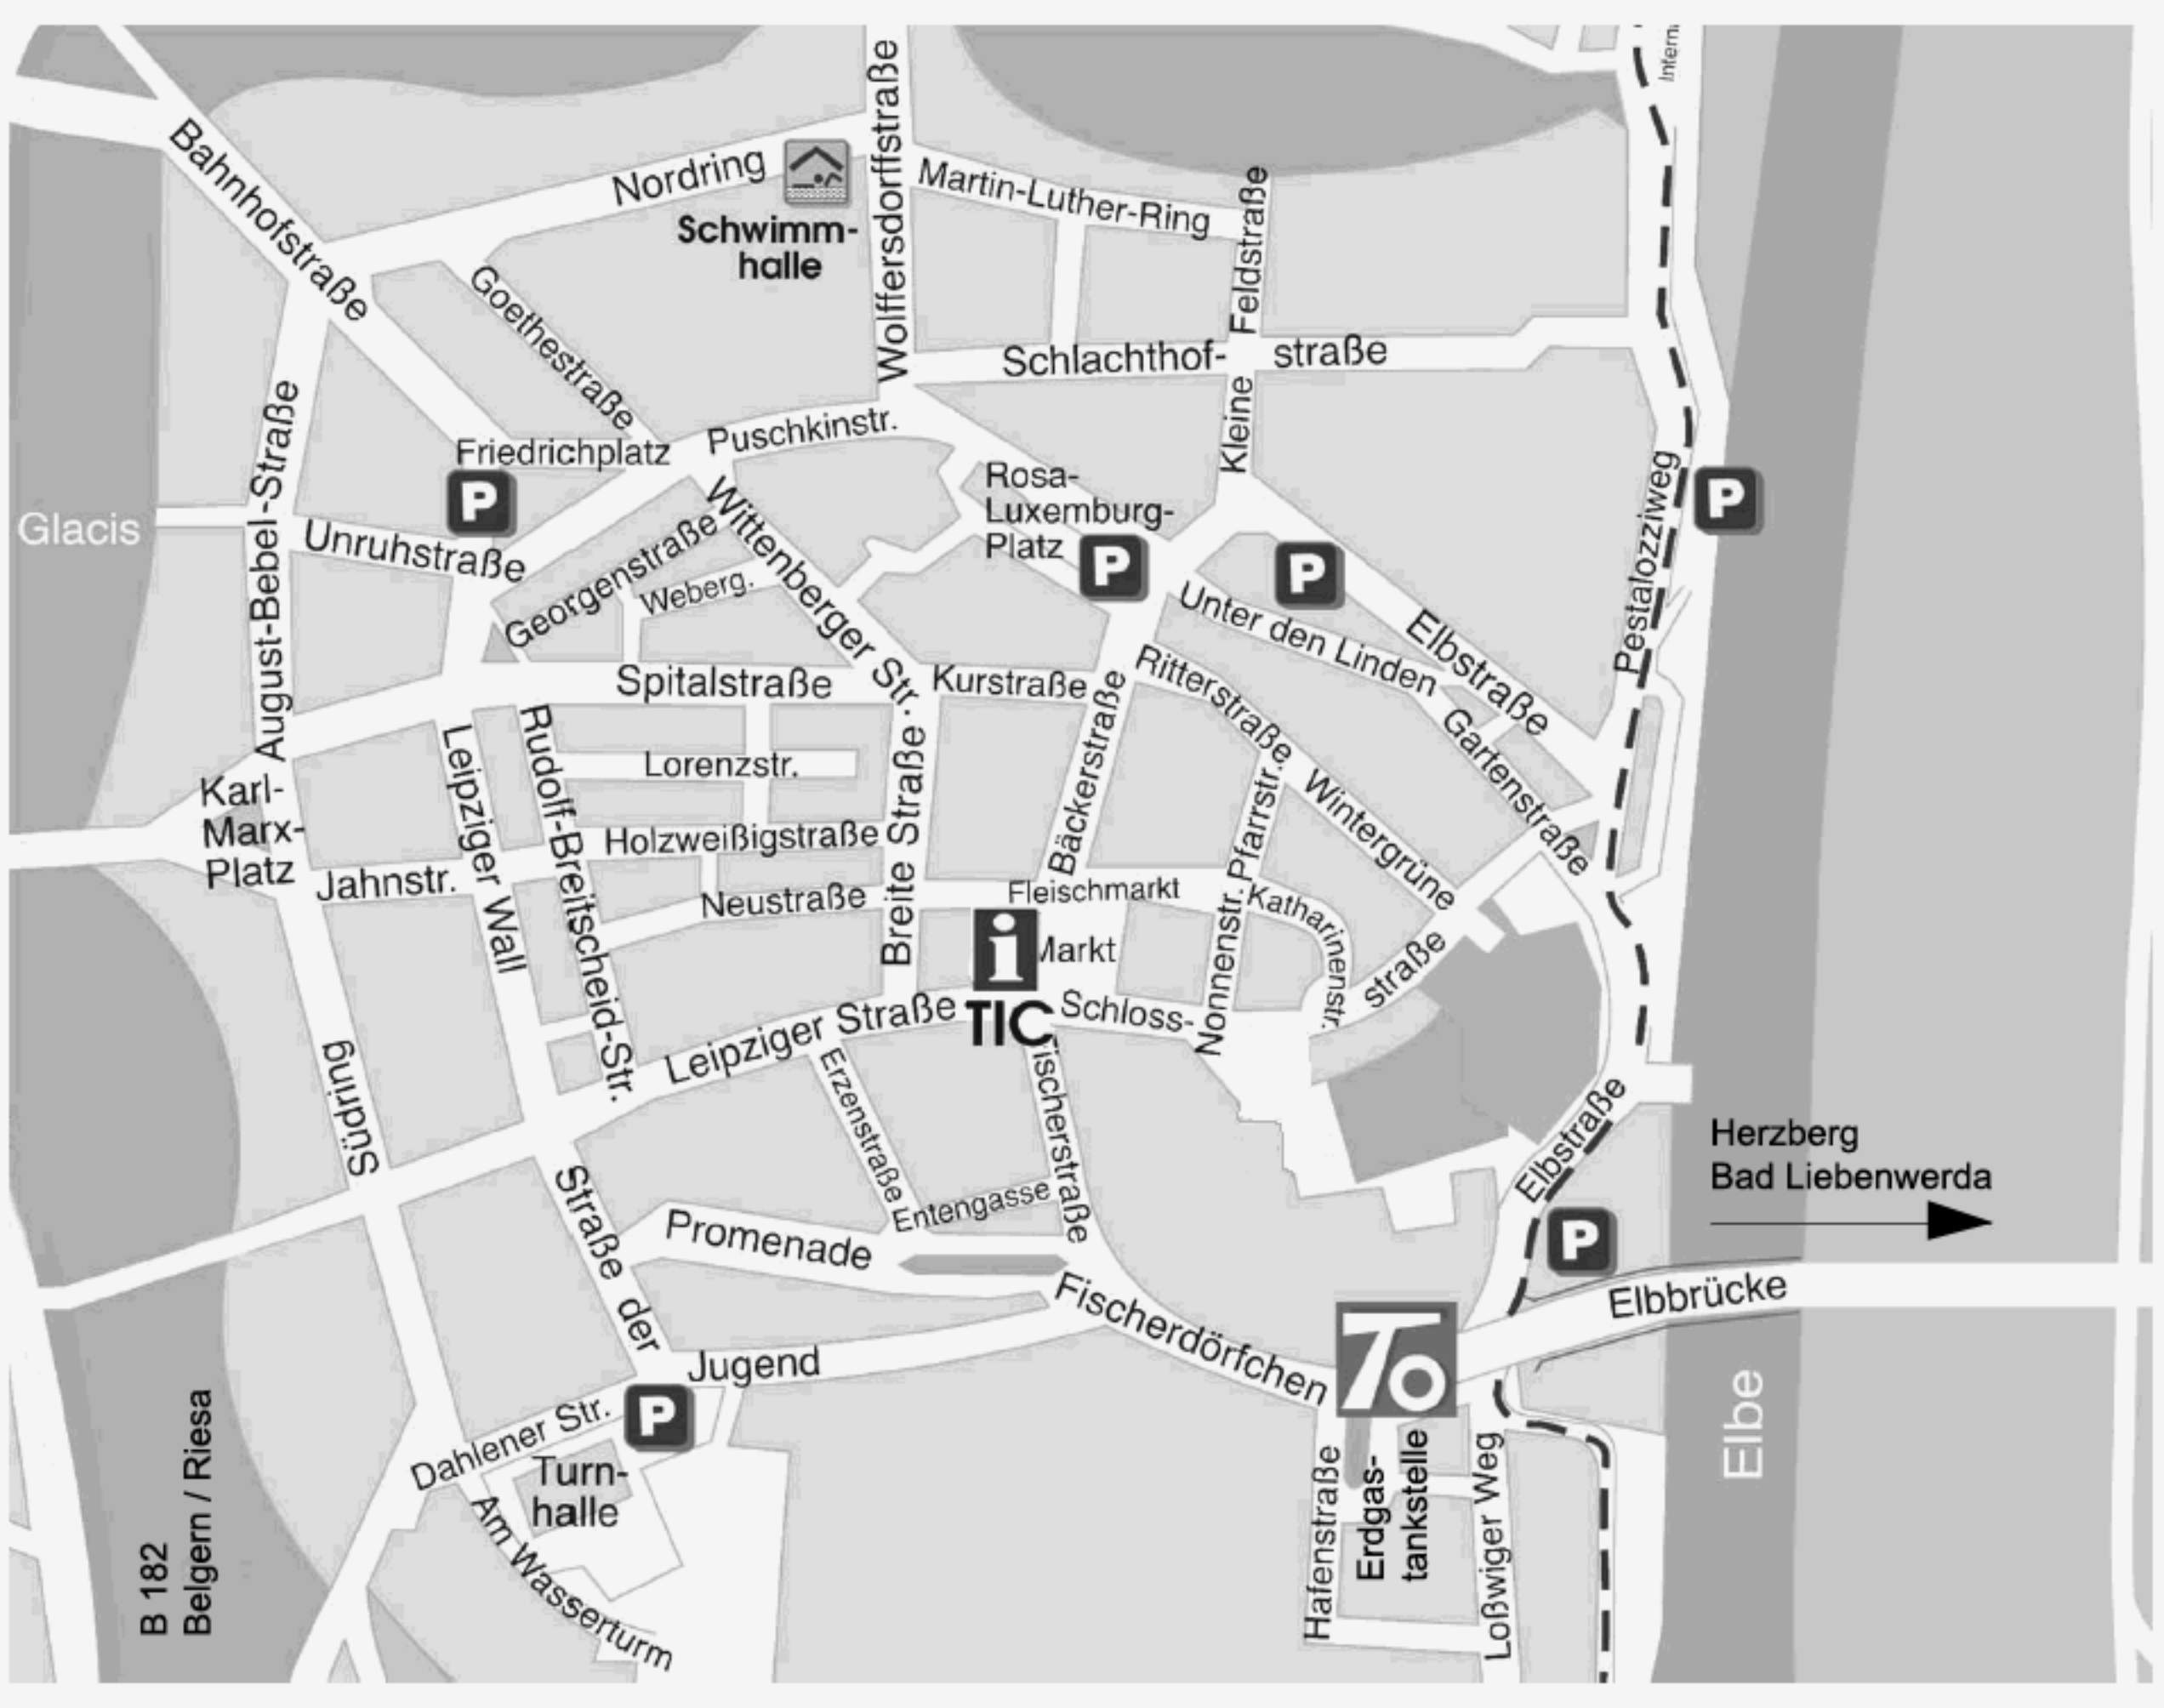 Intern
Bahnhofstraße
Nordring
Schwimm-
halle
Wolffersdorffstraße
Martin-Luther-Ring
Kleine Feldstraße
Goethestraße
Schlachthof-straße
August-Bebel-Straße
Friedrichplatz
Puschkinstr.
P
Glacis
Unruhstraße
Georgenstraße
Weberg.
Wittenberger Str.
Rosa-
Luxemburg-
Platz
P
P
P
Pestalozziweg
Unter den Linden
Elbstraße
Spitalstraße
Kurstraße
Ritterstraße
Gartenstraße
Leipziger Wall
Rudolf-Breitscheid-Str.
Lorenzstr.
Breite Straße
Bäckerstraße
Pfarrstr.
Wintergrüne
Karl-
Marx-
Platz
Jahnstr.
Holzweißigstraße
Neustraße
Fleischmarkt
Katharinenstr.
Nonnenstr.
i
Markt
TIC
Schloss-
straße
Leipziger Straße
Südring
Erzenstraße
Fischerstraße
Entengasse
Elbstraße
Herzberg
Bad Liebenwerda
P
Promenade
Straße der
Jugend
Fischerdörfchen
Elbbrücke
To
Dahlener Str.
P
Turn-
halle
Am Wasserturm
B 182
Belgern / Riesa
Hafenstraße
Erdgas-
tankstelle
Loßwiger Weg
Elbe